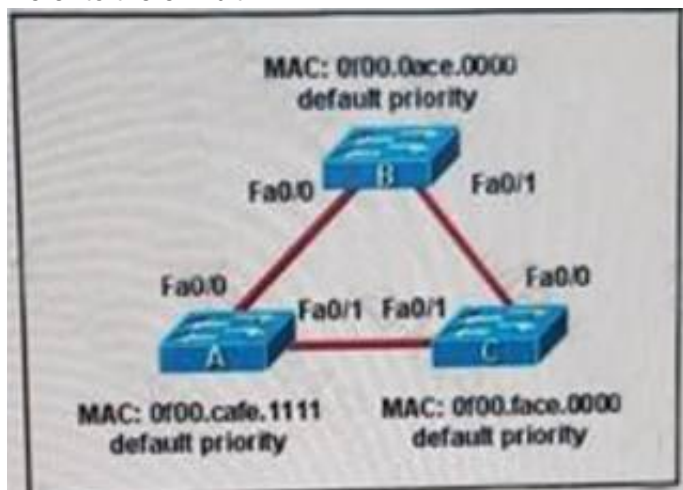 MAC: 0f00.0ace.0000
default priority
B
Fa0/0
Fa0/1
Fa0/0
Fa0/0
Fa0/1
Fa0/1
A
C
MAC: 0f00.cafe.1111
default priority
MAC: 0f00.face.0000
default priority